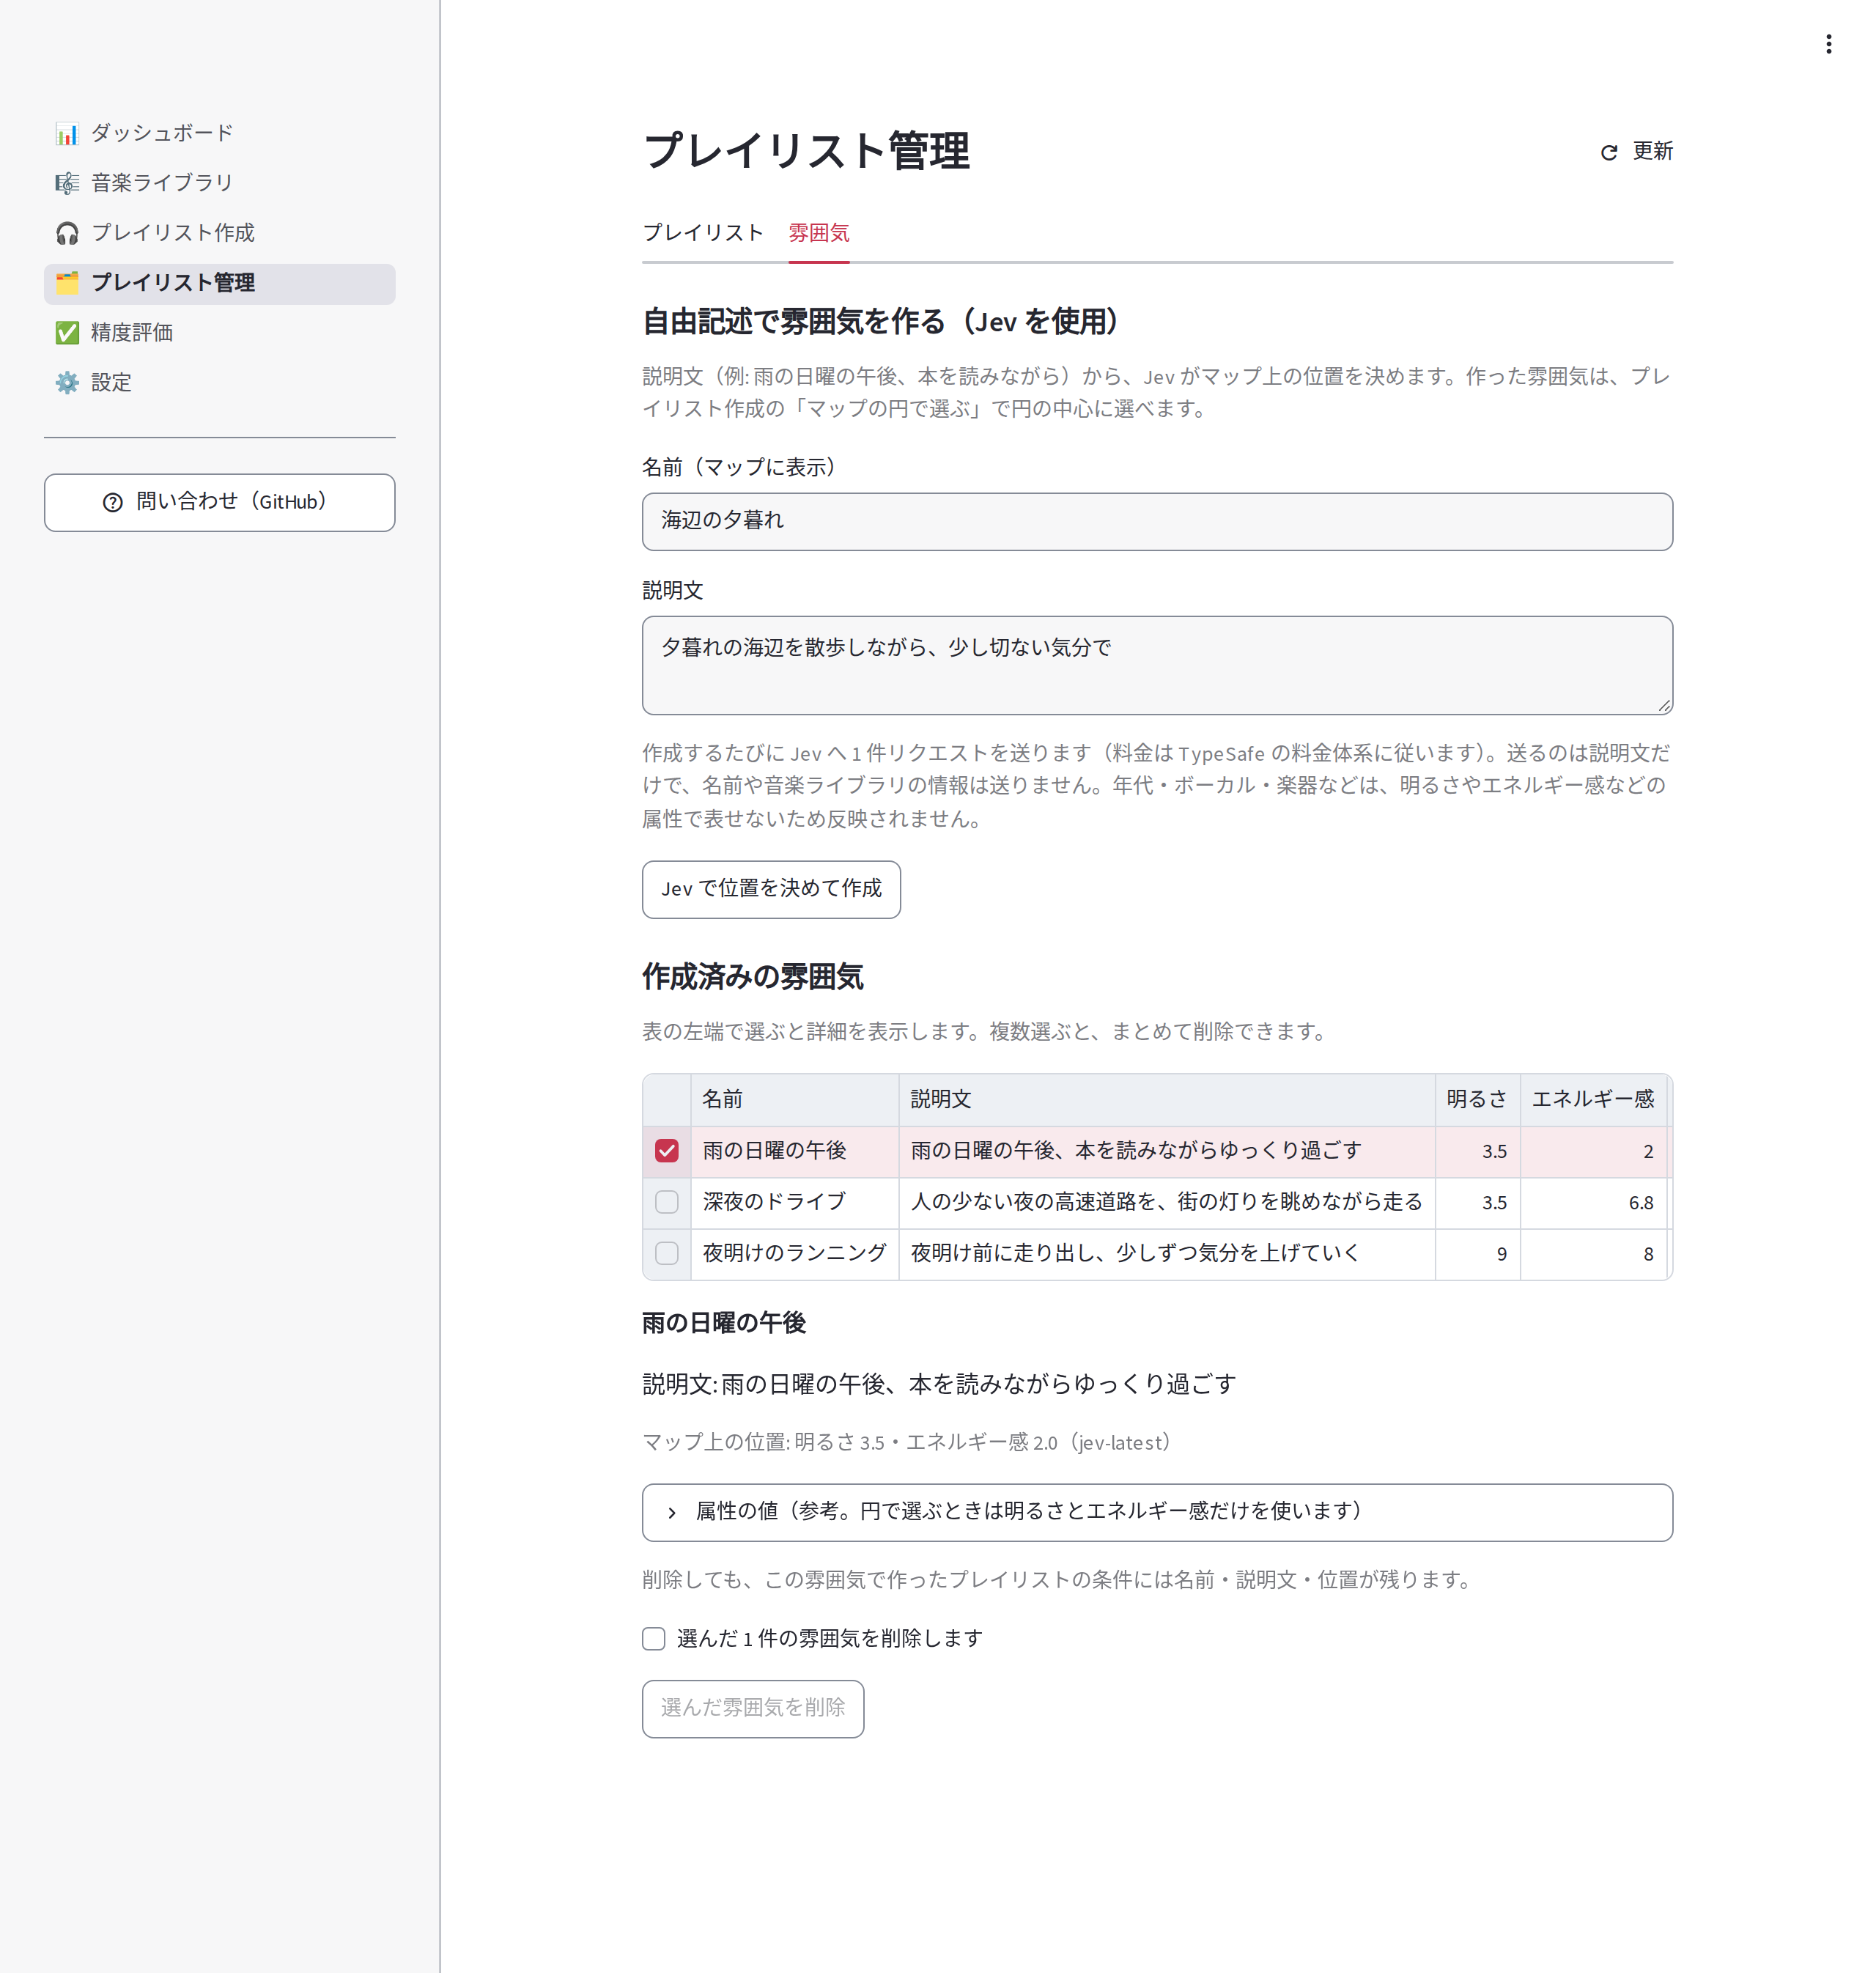 ダッシュボード
音楽ライブラリ
プレイリスト作成
プレイリスト管理
精度評価
設定
問い合わせ（GitHub）
プレイリスト管理
更新
プレイリスト 雰囲気
自由記述で雰囲気を作る（Jev を使用）
説明文（例: 雨の日曜の午後、本を読みながら）から、Jev がマップ上の位置を決めます。作った雰囲気は、プレ
イリスト作成の「マップの円で選ぶ」で円の中心に選べます。
名前（マップに表示）
海辺の夕暮れ
説明文
夕暮れの海辺を散歩しながら、少し切ない気分で
作成するたびに Jev へ 1 件リクエストを送ります（料金は TypeSafe の料金体系に従います）。送るのは説明文だ
けで、名前や音楽ライブラリの情報は送りません。年代・ボーカル・楽器などは、明るさやエネルギー感などの
属性で表せないため反映されません。
Jev で位置を決めて作成
作成済みの雰囲気
表の左端で選ぶと詳細を表示します。複数選ぶと、まとめて削除できます。
名前 説明文 明るさ エネルギー感
雨の日曜の午後 雨の日曜の午後、本を読みながらゆっくり過ごす 3.5 2
深夜のドライブ 人の少ない夜の高速道路を、街の灯りを眺めながら走る 3.5 6.8
夜明けのランニング 夜明け前に走り出し、少しずつ気分を上げていく 9 8
雨の日曜の午後
説明文: 雨の日曜の午後、本を読みながらゆっくり過ごす
マップ上の位置: 明るさ 3.5・エネルギー感 2.0（jev-latest）
属性の値（参考。円で選ぶときは明るさとエネルギー感だけを使います）
削除しても、この雰囲気で作ったプレイリストの条件には名前・説明文・位置が残ります。
選んだ 1 件の雰囲気を削除します
選んだ雰囲気を削除